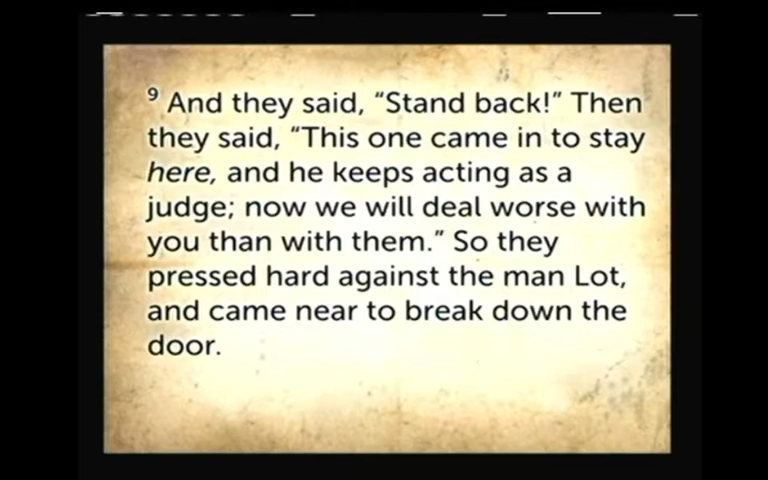 ⁹ And they said, “Stand back!” Then
they said, “This one came in to stay
here, and he keeps acting as a
judge; now we will deal worse with
you than with them.” So they
pressed hard against the man Lot,
and came near to break down the
door.